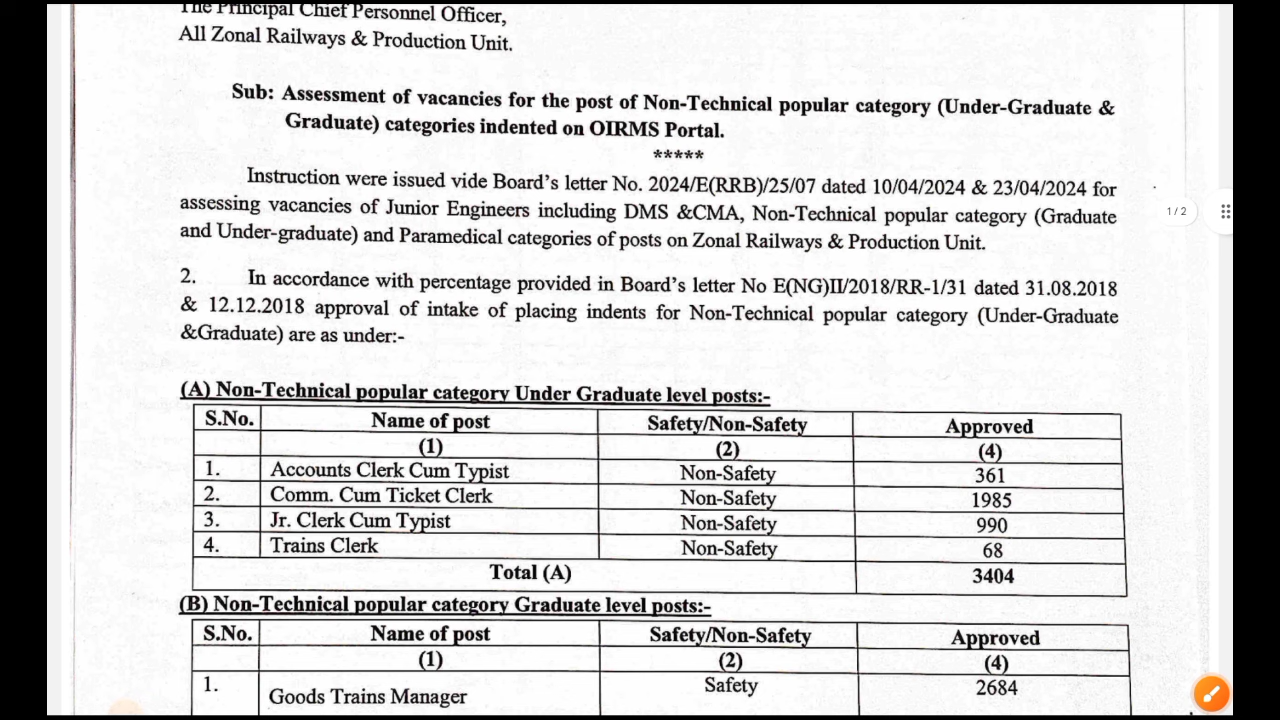 The Principal Chief Personnel Officer,
All Zonal Railways & Production Unit.
Sub: Assessment of vacancies for the post of Non-Technical popular category (Under-Graduate &
Graduate) categories indented on OIRMS Portal.
*****
Instruction were issued vide Board's letter No. 2024/E(RRB)/25/07 dated 10/04/2024 & 23/04/2024 for
assessing vacancies of Junior Engineers including DMS &CMA, Non-Technical popular category (Graduate
and Under-graduate) and Paramedical categories of posts on Zonal Railways & Production Unit.
1/2
2. In accordance with percentage provided in Board's letter No E(NG)II/2018/RR-1/31 dated 31.08.2018
& 12.12.2018 approval of intake of placing indents for Non-Technical popular category (Under-Graduate
&Graduate) are as under:-
(A) Non-Technical popular category Under Graduate level posts:-
S.No. Name of post Safety/Non-Safety Approved
(1) (2) (4)
1. Accounts Clerk Cum Typist Non-Safety 361
2. Comm. Cum Ticket Clerk Non-Safety 1985
3. Jr. Clerk Cum Typist Non-Safety 990
4. Trains Clerk Non-Safety 68
Total (A) 3404
(B) Non-Technical popular category Graduate level posts:-
S.No. Name of post Safety/Non-Safety Approved
(1) (2) (4)
1. Goods Trains Manager Safety 2684